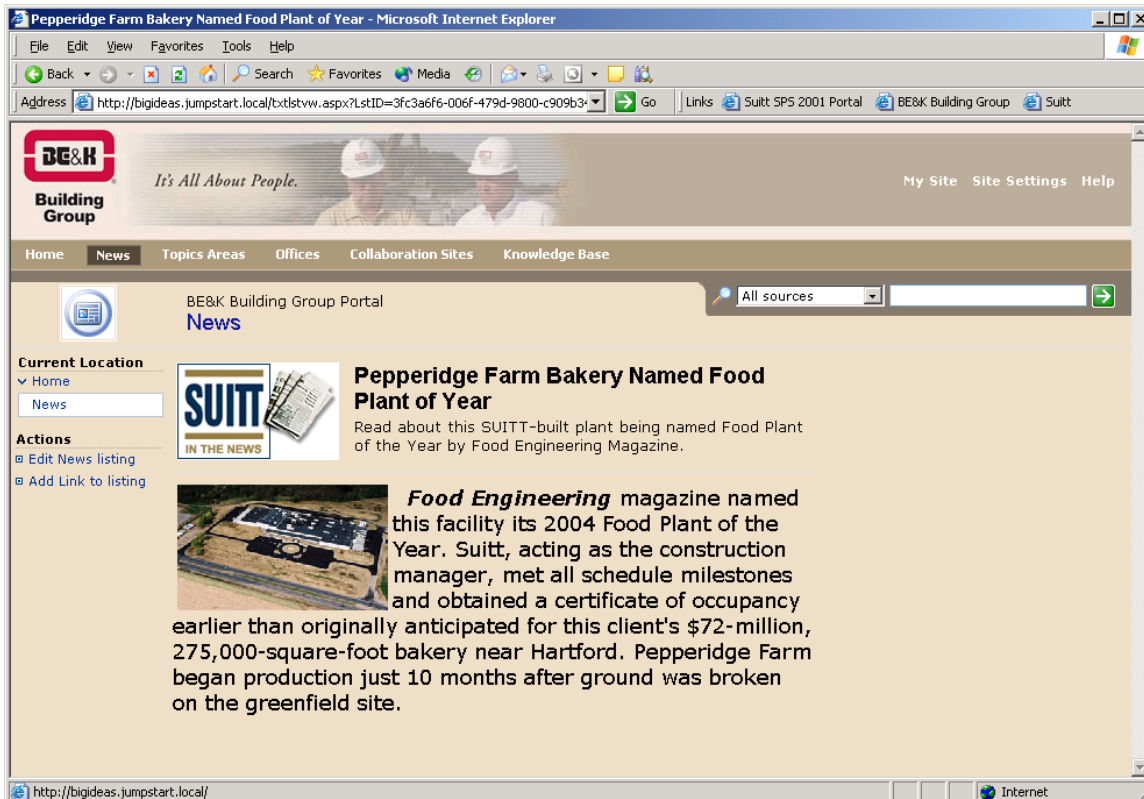 Pepperidge Farm Bakery Named Food Plant of Year - Microsoft Internet Explorer
File Edit View Favorites Tools Help
Back Search Favorites Media
Address http://bigideas.jumpstart.local/txtlstvw.aspx?LstID=3fc3a6f6-006f-479d-9800-c909b3 Go Links Suitt SPS 2001 Portal BE&K Building Group Suitt
BE&K
Building
Group
It's All About People.
My Site Site Settings Help
Home News Topics Areas Offices Collaboration Sites Knowledge Base
BE&K Building Group Portal
News
All sources
Current Location
Home
News
Actions
Edit News listing
Add Link to listing
SUITT
IN THE NEWS
Pepperidge Farm Bakery Named Food
Plant of Year
Read about this SUITT-built plant being named Food Plant
of the Year by Food Engineering Magazine.
Food Engineering magazine named
this facility its 2004 Food Plant of the
Year. Suitt, acting as the construction
manager, met all schedule milestones
and obtained a certificate of occupancy
earlier than originally anticipated for this client's $72-million,
275,000-square-foot bakery near Hartford. Pepperidge Farm
began production just 10 months after ground was broken
on the greenfield site.
http://bigideas.jumpstart.local/
Internet